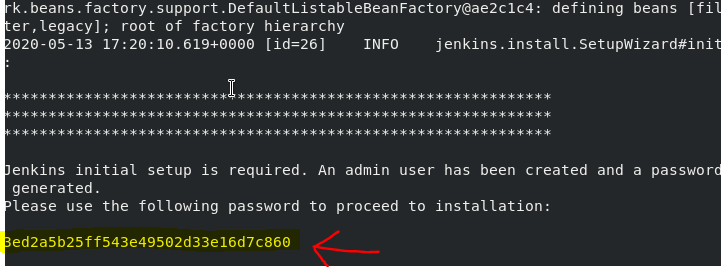 rk.beans.factory.support.DefaultListableBeanFactory@ae2c1c4: defining beans [fil
ter,legacy]; root of factory hierarchy
2020-05-13 17:20:10.619+0000 [id=26]    INFO    jenkins.install.SetupWizard#init
:
*************************************************************
*************************************************************
*************************************************************
Jenkins initial setup is required. An admin user has been created and a password
 generated.
Please use the following password to proceed to installation:
3ed2a5b25ff543e49502d33e16d7c860